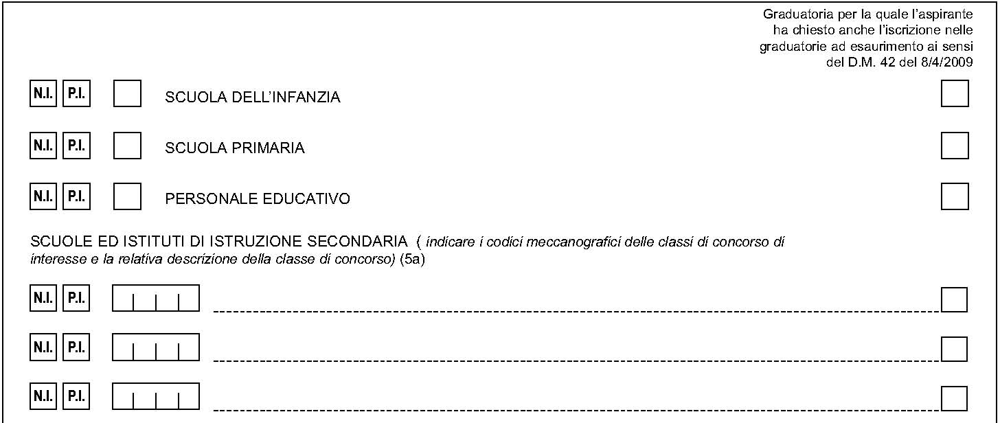 Graduatoria per la quale l’aspirante
ha chiesto anche l’iscrizione nelle
graduatorie ad esaurimento ai sensi
del D.M. 42 del 8/4/2009
N.I. P.I. SCUOLA DELL’INFANZIA
N.I. P.I. SCUOLA PRIMARIA
N.I. P.I. PERSONALE EDUCATIVO
SCUOLE ED ISTITUTI DI ISTRUZIONE SECONDARIA ( indicare i codici meccanografici delle classi di concorso di
interesse e la relativa descrizione della classe di concorso) (5a)
N.I. P.I.
N.I. P.I.
N.I. P.I.